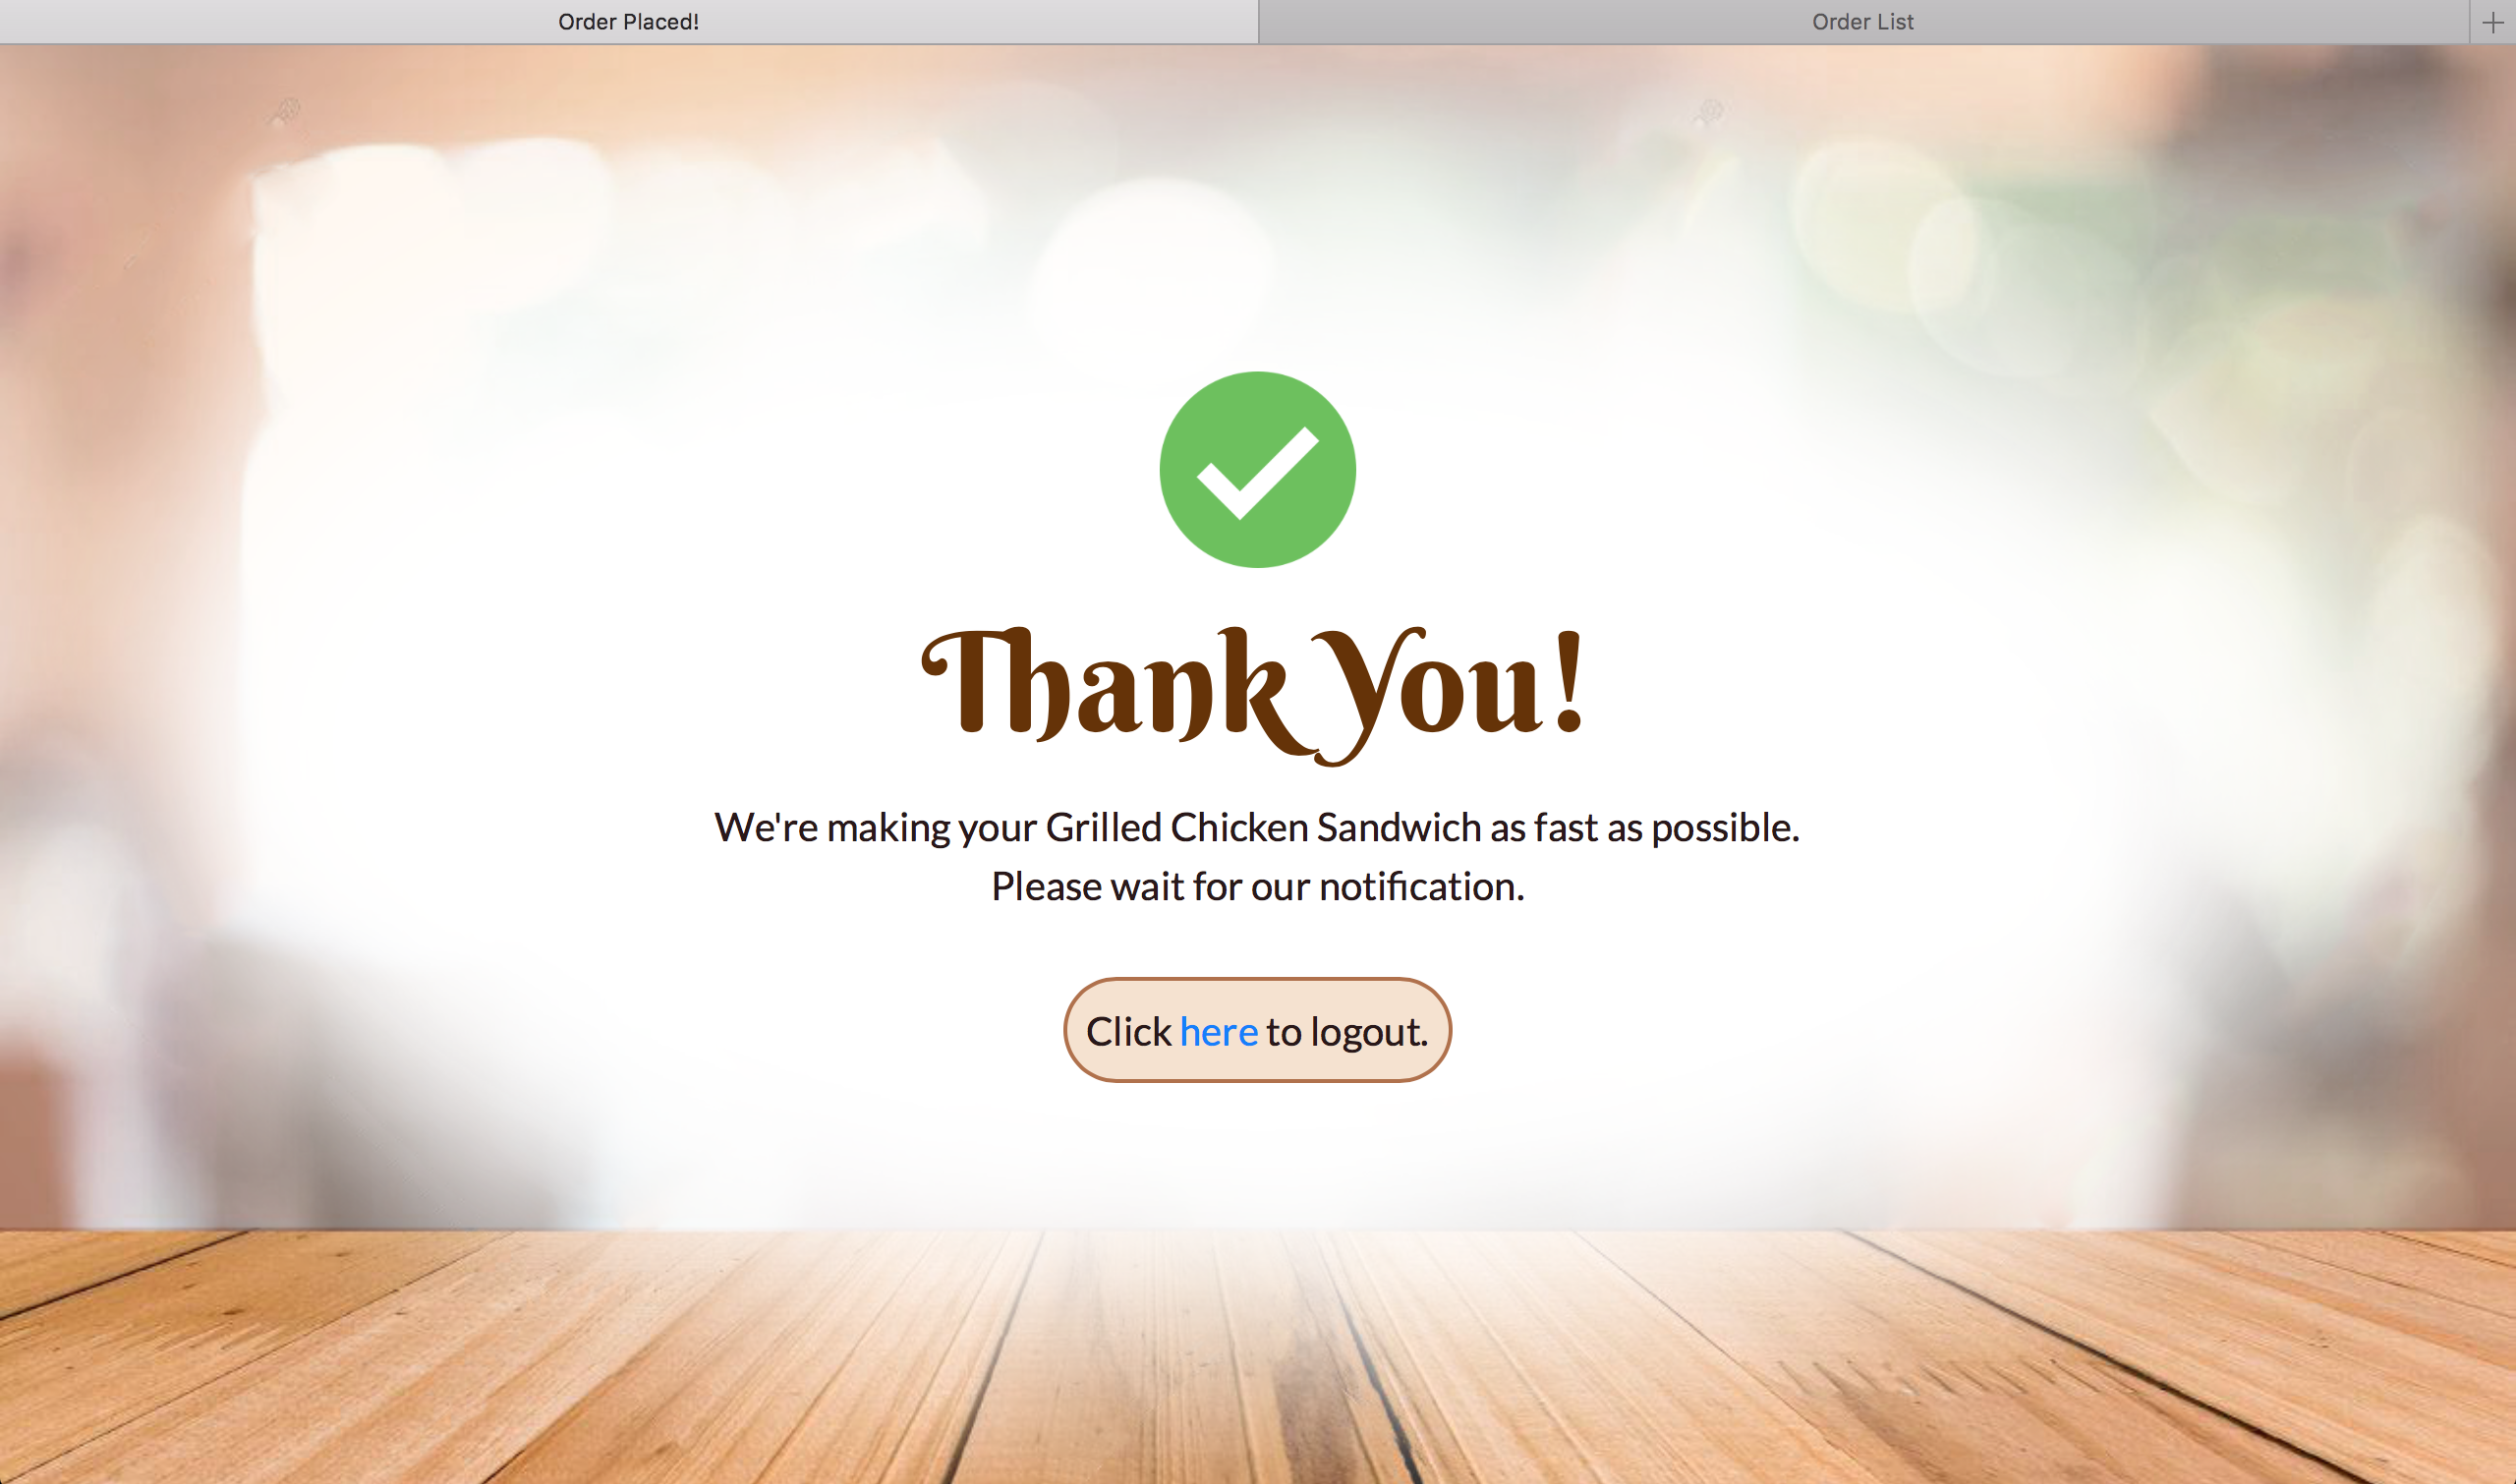 Order Placed!
Order List
Thank You!
We're making your Grilled Chicken Sandwich as fast as possible.
Please wait for our notification.
Click here to logout.